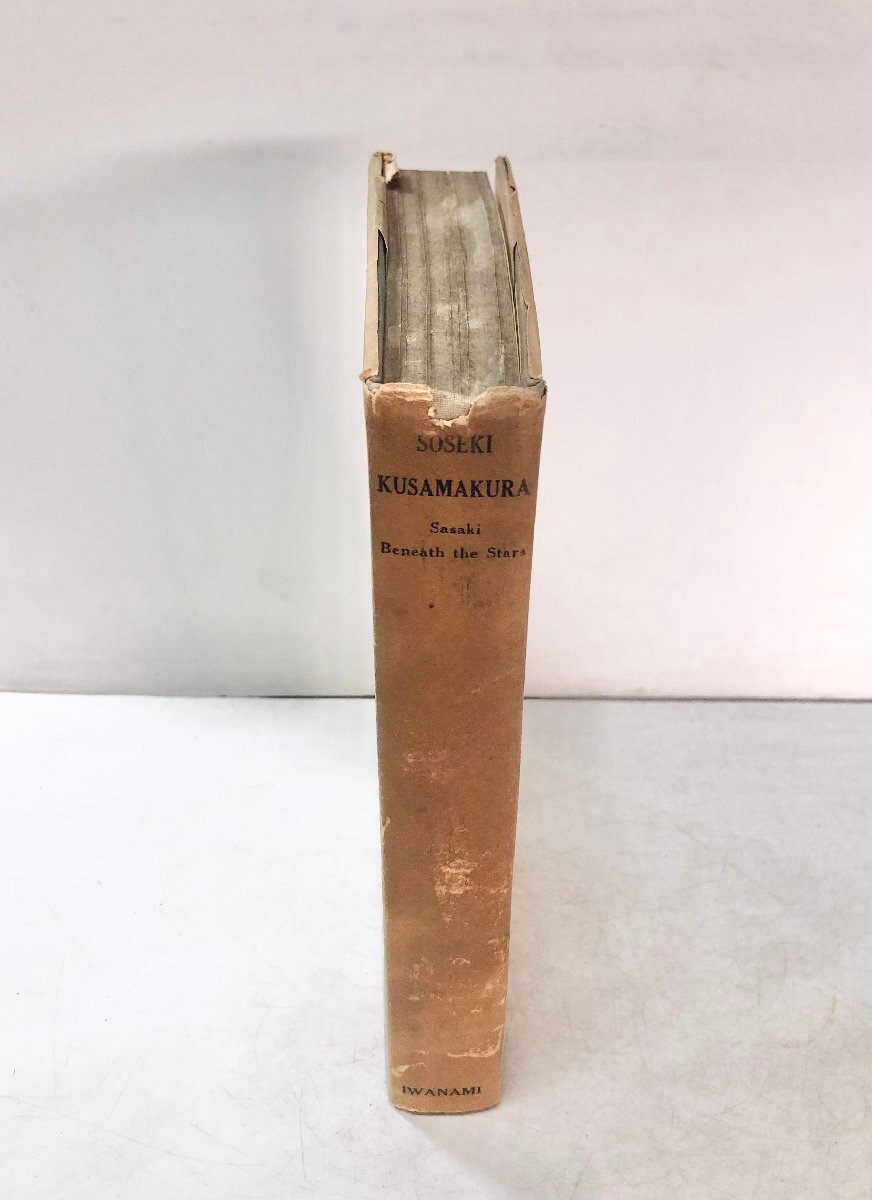 SOSEKI
KUSAMAKURA
Sasaki
Beneath the Stars
IWANAMI